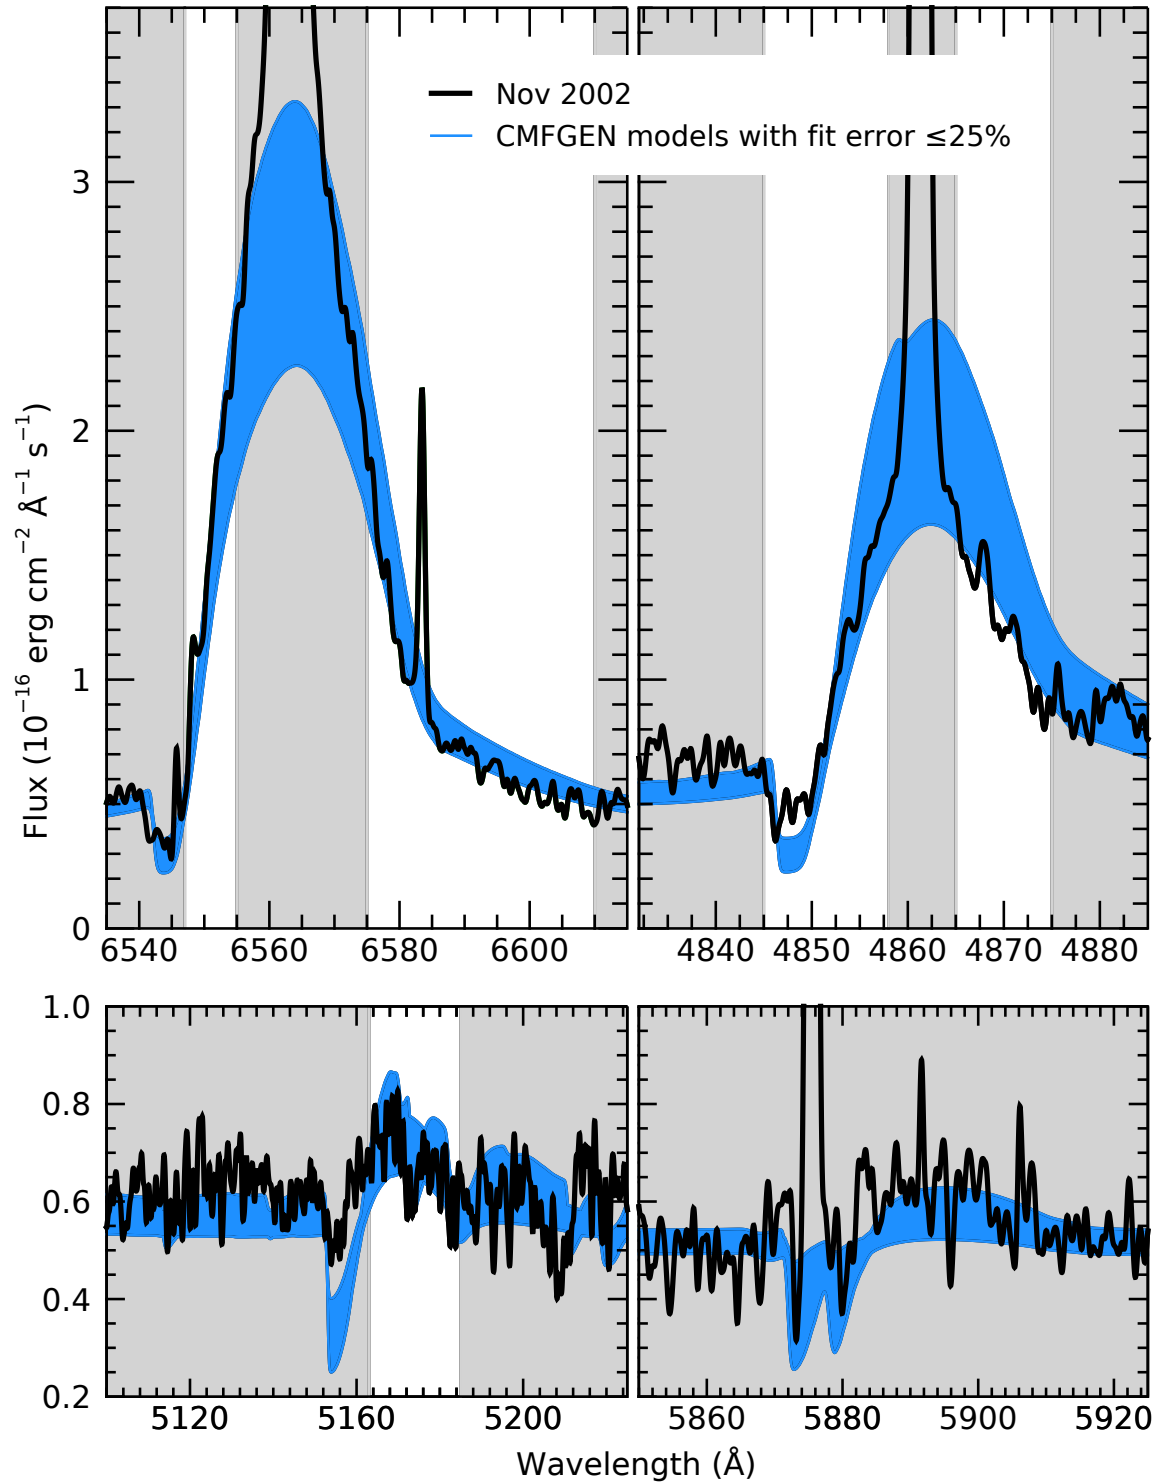 Nov 2002
CMFGEN models with fit error ≤25%
3
2
1
0
Flux (10⁻¹⁶ erg cm⁻² Å⁻¹ s⁻¹)
6540 6560 6580 6600 4840 4850 4860 4870 4880
1.0
0.8
0.6
0.4
0.2
5120 5160 5200 5860 5880 5900 5920
Wavelength (Å)